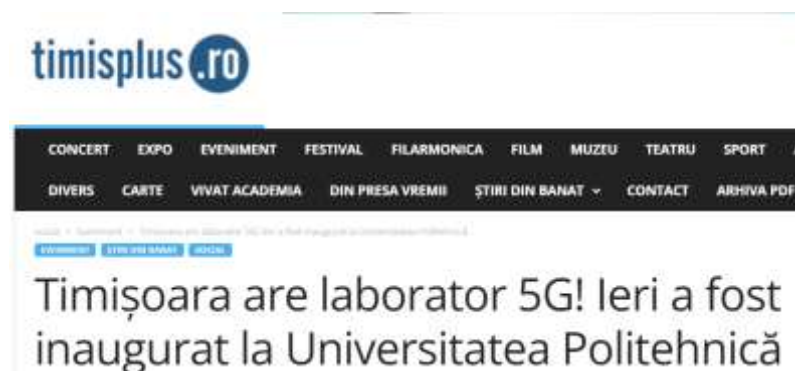 timisplus.ro
CONCERT EXPO EVENIMENT FESTIVAL FILARMONICA FILM MUZEU TEATRU SPORT
DIVERS CARTE VIVAT ACADEMIA DIN PRESA VREMII ȘTIRI DIN BANAT CONTACT ARHIVA PDF
EVENIMENT ȘTIRI DIN BANAT SOCIAL
Timișoara are laborator 5G! Ieri a fost
inaugurat la Universitatea Politehnică